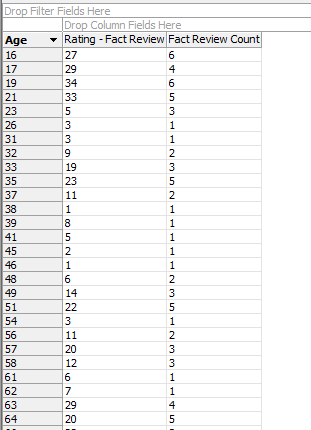 Drop Filter Fields Here
Drop Column Fields Here
Age Rating - Fact Review Fact Review Count
16 27 6
17 29 4
19 34 6
21 33 5
23 5 3
26 3 1
31 3 1
32 9 2
33 19 3
35 23 5
37 11 2
38 1 1
39 8 1
41 5 1
45 2 1
46 1 1
48 6 2
49 14 3
51 22 5
54 3 1
56 11 2
57 20 3
58 12 3
61 6 1
62 7 1
63 29 4
64 20 5